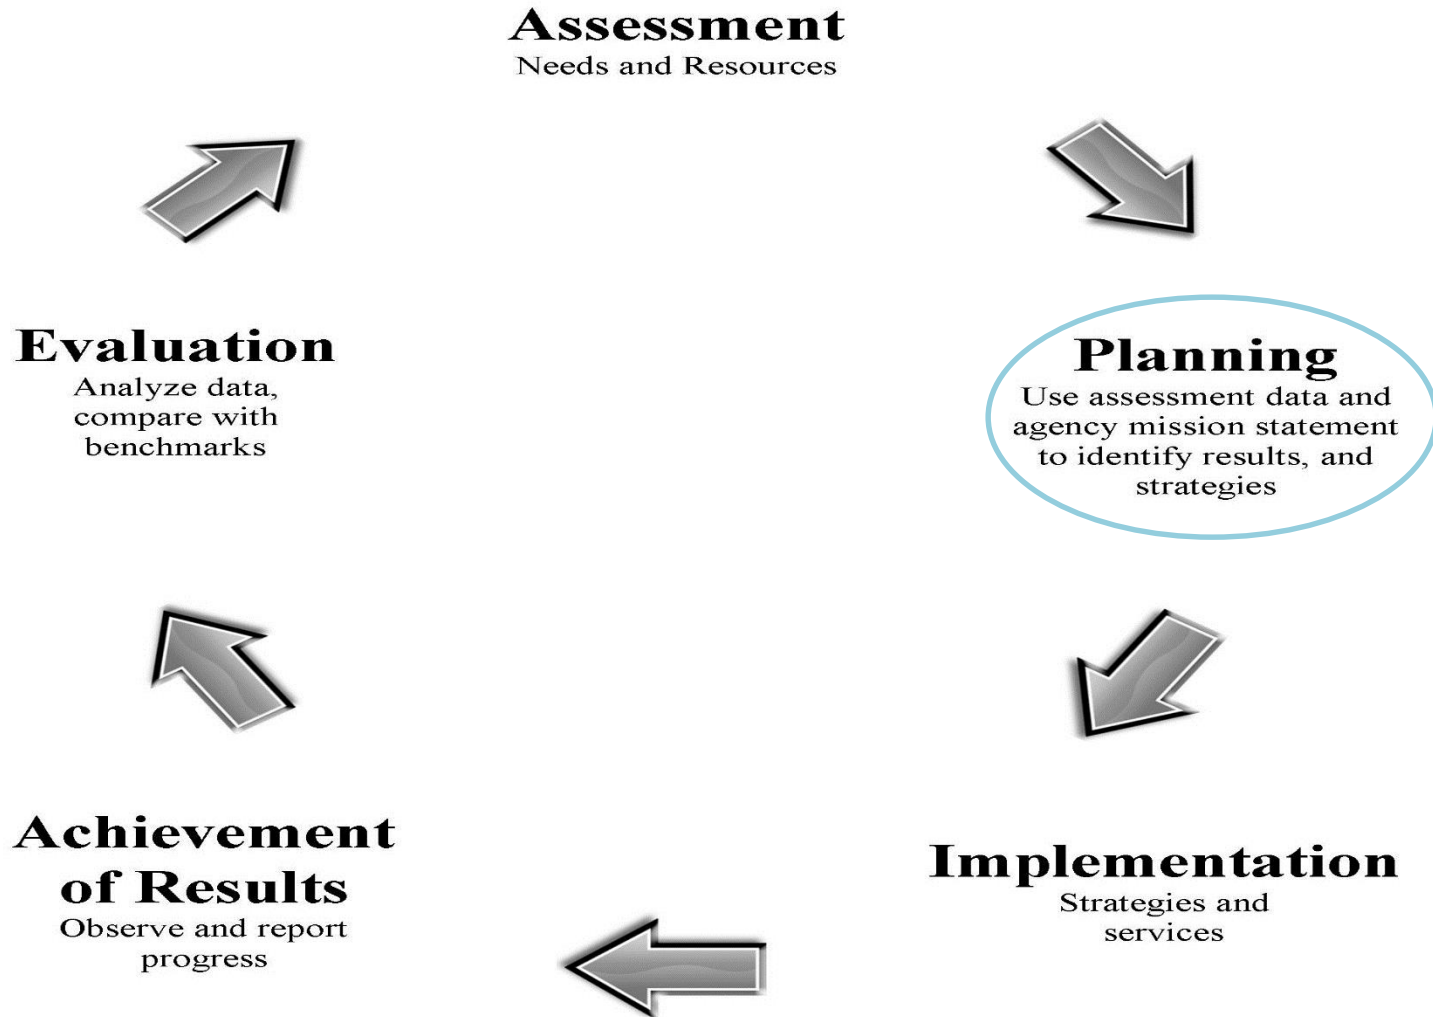 Assessment
Needs and Resources
Planning
Use assessment data and
agency mission statement
to identify results, and
strategies
Implementation
Strategies and
services
Achievement
of Results
Observe and report
progress
Evaluation
Analyze data,
compare with
benchmarks